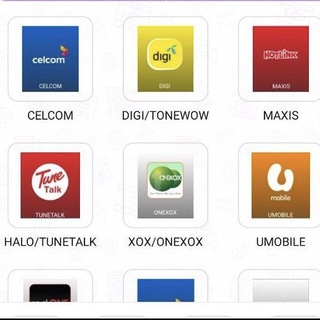 celcom
CELCOM
digi
DIGI
HOTLINK
MAXIS
CELCOM
DIGI/TONEWOW
MAXIS
Tune
Talk
TUNETALK
ONEXOX
ONEXOX
U
mobile
UMOBILE
HALO/TUNETALK
XOX/ONEXOX
UMOBILE